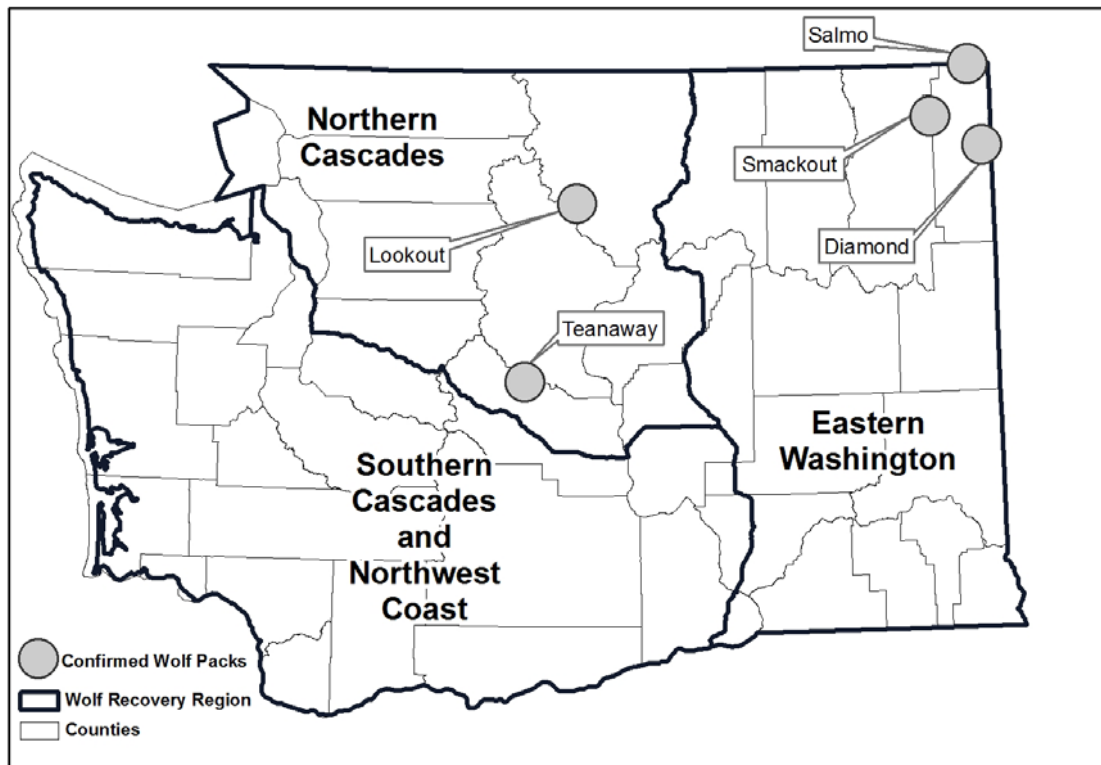 Salmo
Northern
Cascades
Smackout
Lookout
Diamond
Teanaway
Eastern
Washington
Southern
Cascades
and
Northwest
Coast
Confirmed Wolf Packs
Wolf Recovery Region
Counties